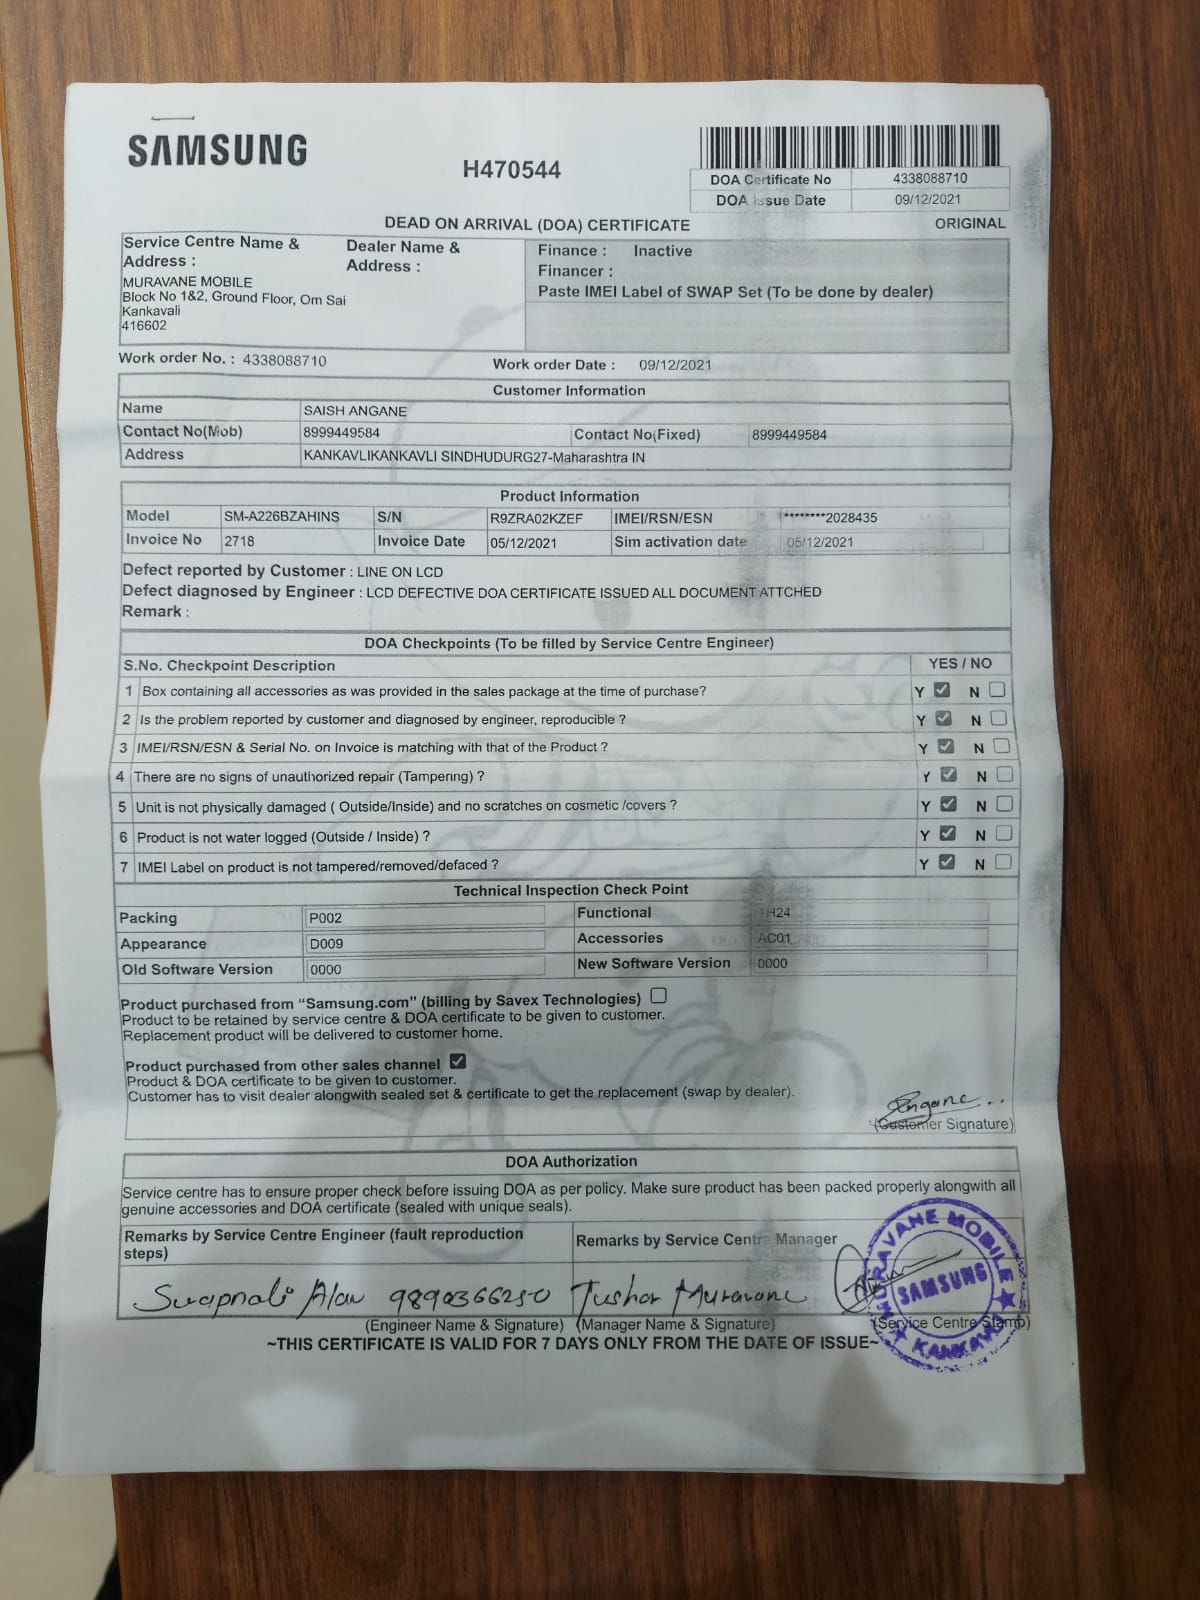 SAMSUNG
H470544
DOA Certificate No 4338088710
DOA Issue Date 09/12/2021
DEAD ON ARRIVAL (DOA) CERTIFICATE
ORIGINAL
Service Centre Name & Address :
MURAVANE MOBILE
Block No 1&2, Ground Floor, Om Sai
Kankavali
416602
Dealer Name & Address :
Finance : Inactive
Financer :
Paste IMEI Label of SWAP Set (To be done by dealer)
Work order No. : 4338088710 Work order Date : 09/12/2021
Customer Information
Name SAISH ANGANE
Contact No(Mob) 8999449584 Contact No(Fixed) 8999449584
Address KANKAVLIKANKAVLI SINDHUDURG27-Maharashtra IN
Product Information
Model SM-A226BZAHINS S/N R9ZRA02KZEF IMEI/RSN/ESN ********2028435
Invoice No 2718 Invoice Date 05/12/2021 Sim activation date 05/12/2021
Defect reported by Customer : LINE ON LCD
Defect diagnosed by Engineer : LCD DEFECTIVE DOA CERTIFICATE ISSUED ALL DOCUMENT ATTCHED
Remark :
DOA Checkpoints (To be filled by Service Centre Engineer)
S.No. Checkpoint Description YES / NO
1 Box containing all accessories as was provided in the sales package at the time of purchase? Y N
2 Is the problem reported by customer and diagnosed by engineer, reproducible ? Y N
3 IMEI/RSN/ESN & Serial No. on Invoice is matching with that of the Product ? Y N
4 There are no signs of unauthorized repair (Tampering) ? Y N
5 Unit is not physically damaged ( Outside/Inside) and no scratches on cosmetic /covers ? Y N
6 Product is not water logged (Outside / Inside) ? Y N
7 IMEI Label on product is not tampered/removed/defaced ? Y N
Technical Inspection Check Point
Packing P002 Functional H24
Appearance D009 Accessories AC01
Old Software Version 0000 New Software Version 0000
Product purchased from “Samsung.com” (billing by Savex Technologies)
Product to be retained by service centre & DOA certificate to be given to customer.
Replacement product will be delivered to customer home.
Product purchased from other sales channel
Product & DOA certificate to be given to customer.
Customer has to visit dealer alongwith sealed set & certificate to get the replacement (swap by dealer).
Angane
(Customer Signature)
DOA Authorization
Service centre has to ensure proper check before issuing DOA as per policy. Make sure product has been packed properly alongwith all
genuine accessories and DOA certificate (sealed with unique seals).
Remarks by Service Centre Engineer (fault reproduction steps)
Remarks by Service Centre Manager
Swapnali 9890366250 Tushar Muravane
MURAVANE MOBILE
SAMSUNG
KANKAVLI
(Engineer Name & Signature) (Manager Name & Signature) (Service Centre Stamp)
~THIS CERTIFICATE IS VALID FOR 7 DAYS ONLY FROM THE DATE OF ISSUE~